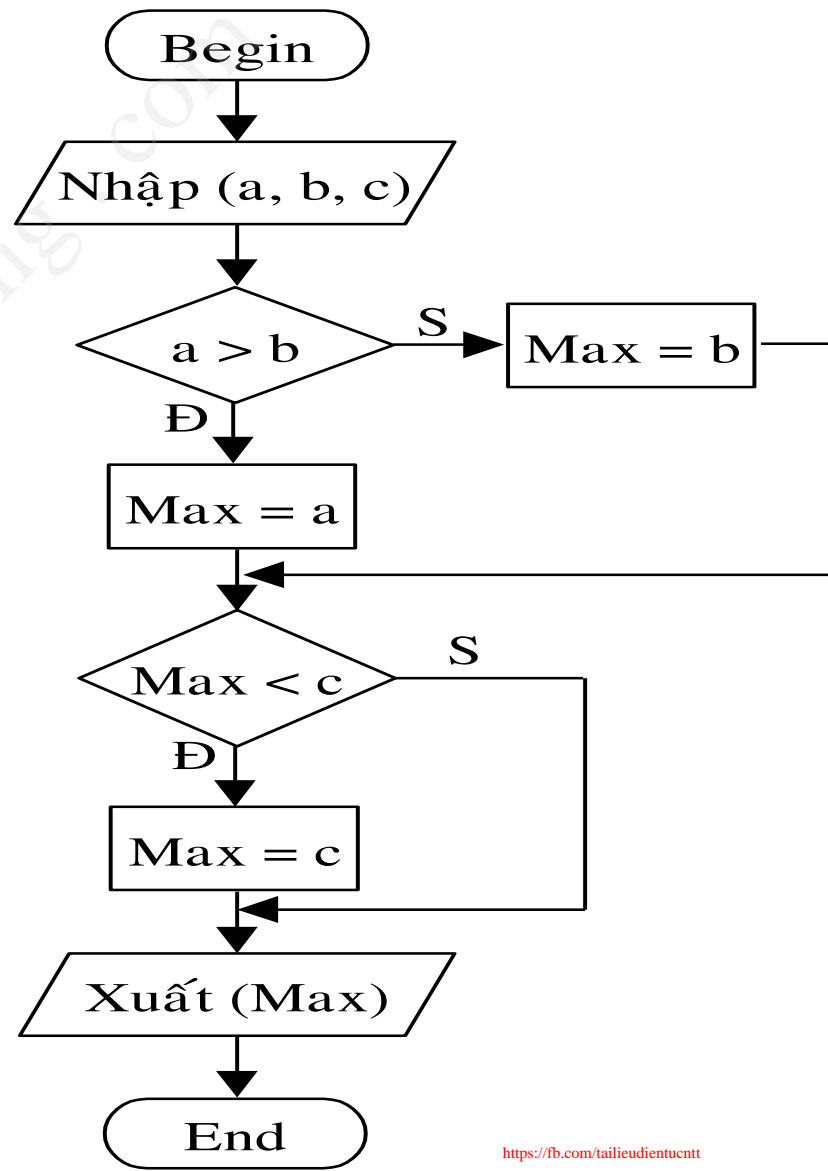 Begin
Nhập (a, b, c)
a > b
S
Max = b
Đ
Max = a
Max < c
S
Đ
Max = c
Xuất (Max)
End
https://fb.com/tailieudientucntt